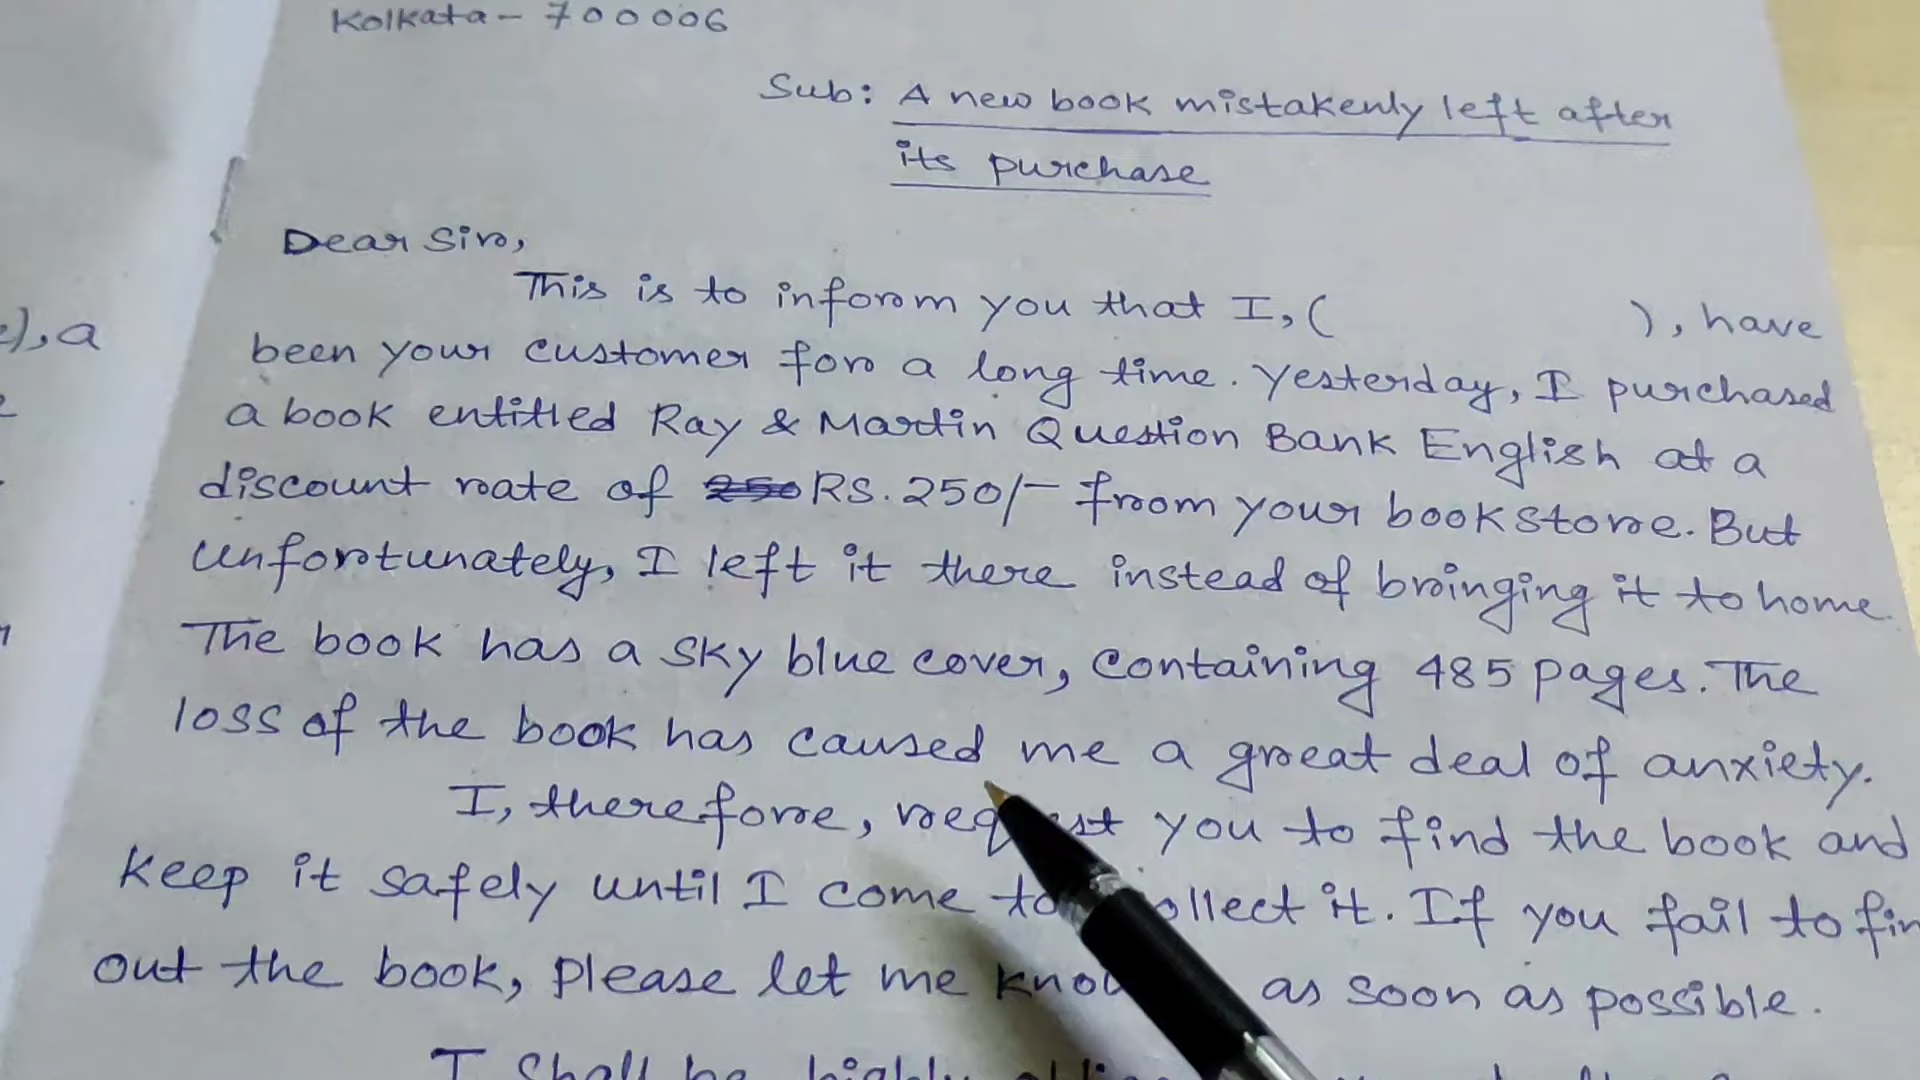 Kolkata - 700006
Sub: A new book mistakenly left after
its purchase
Dear Sir,
This is to inform you that I, ( ), have
), a
been your customer for a long time. Yesterday, I purchased
a book entitled Ray & Martin Question Bank English at a
discount rate of 250 RS. 250/- from your bookstore. But
unfortunately, I left it there instead of bringing it to home.
The book has a sky blue cover, containing 485 pages. The
loss of the book has caused me a great deal of anxiety.
I, therefore, request you to find the book and
keep it safely until I come to collect it. If you fail to fin
out the book, please let me know as soon as possible.
I shall be highly